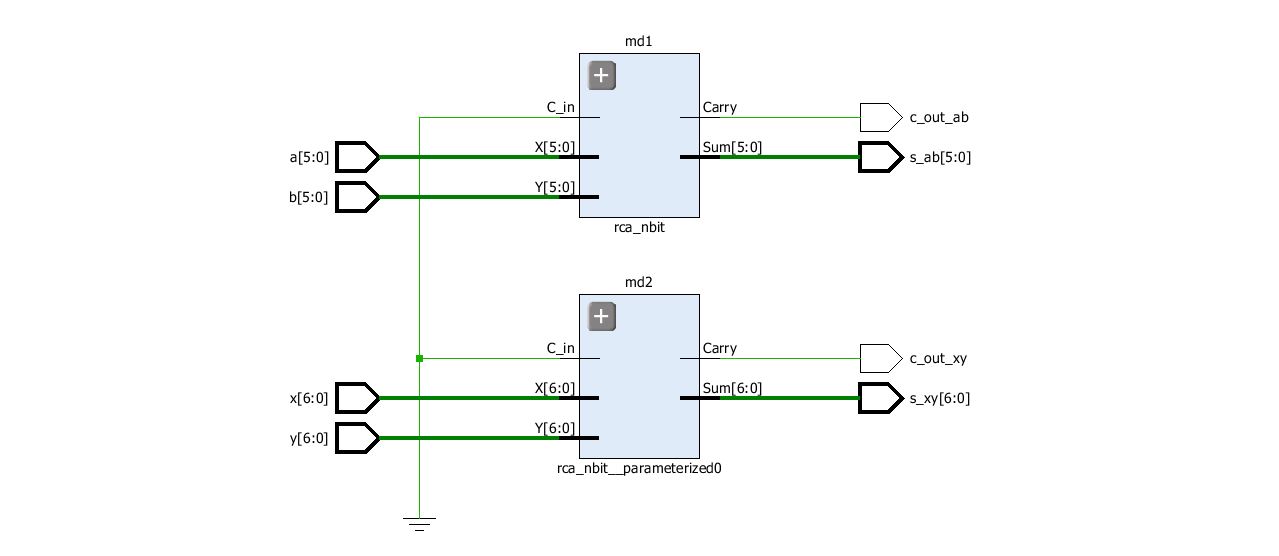 md1
C_in
Carry
c_out_ab
a[5:0]
X[5:0]
Sum[5:0]
s_ab[5:0]
b[5:0]
Y[5:0]
rca_nbit
md2
C_in
Carry
c_out_xy
x[6:0]
X[6:0]
Sum[6:0]
s_xy[6:0]
y[6:0]
Y[6:0]
rca_nbit__parameterized0